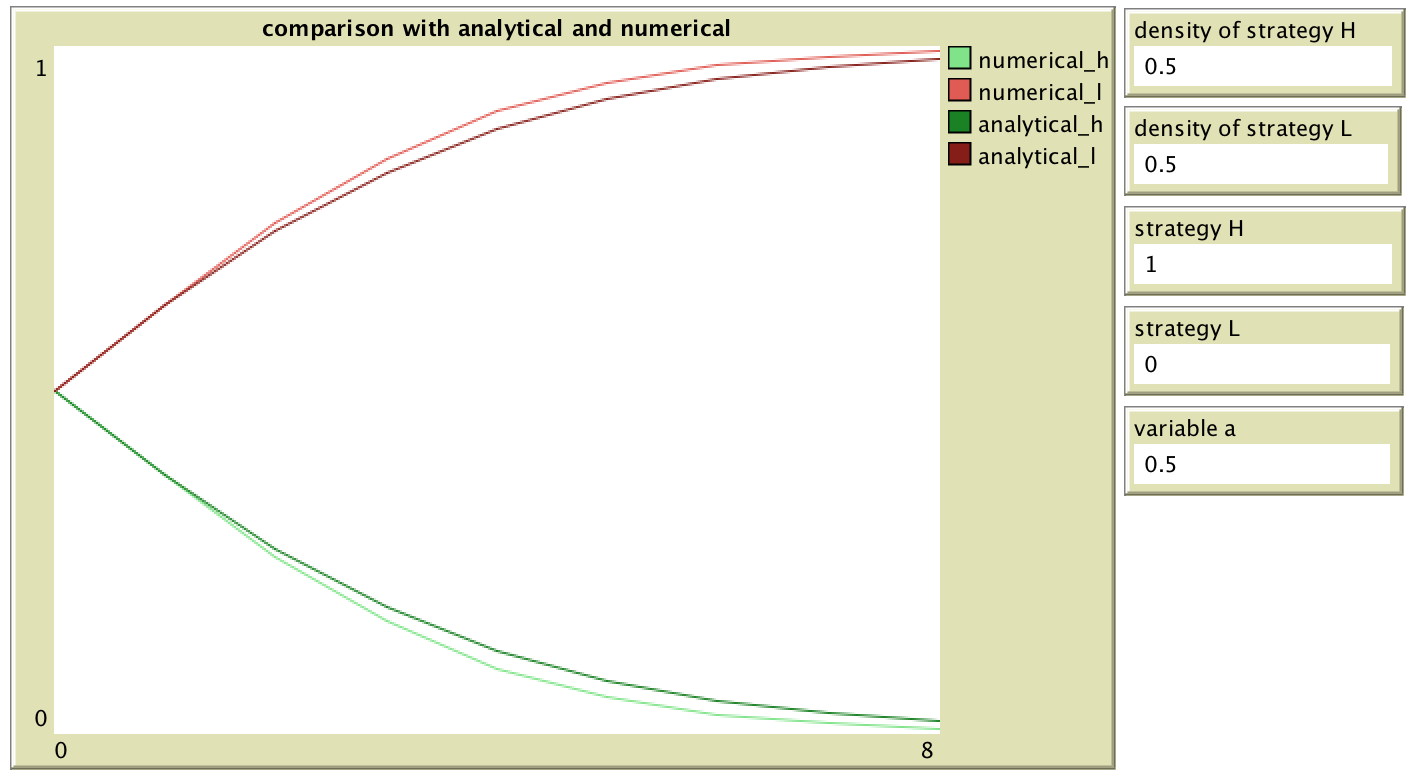 comparison with analytical and numerical
1
0
0
8
numerical_h
numerical_l
analytical_h
analytical_l
density of strategy H
0.5
density of strategy L
0.5
strategy H
1
strategy L
0
variable a
0.5